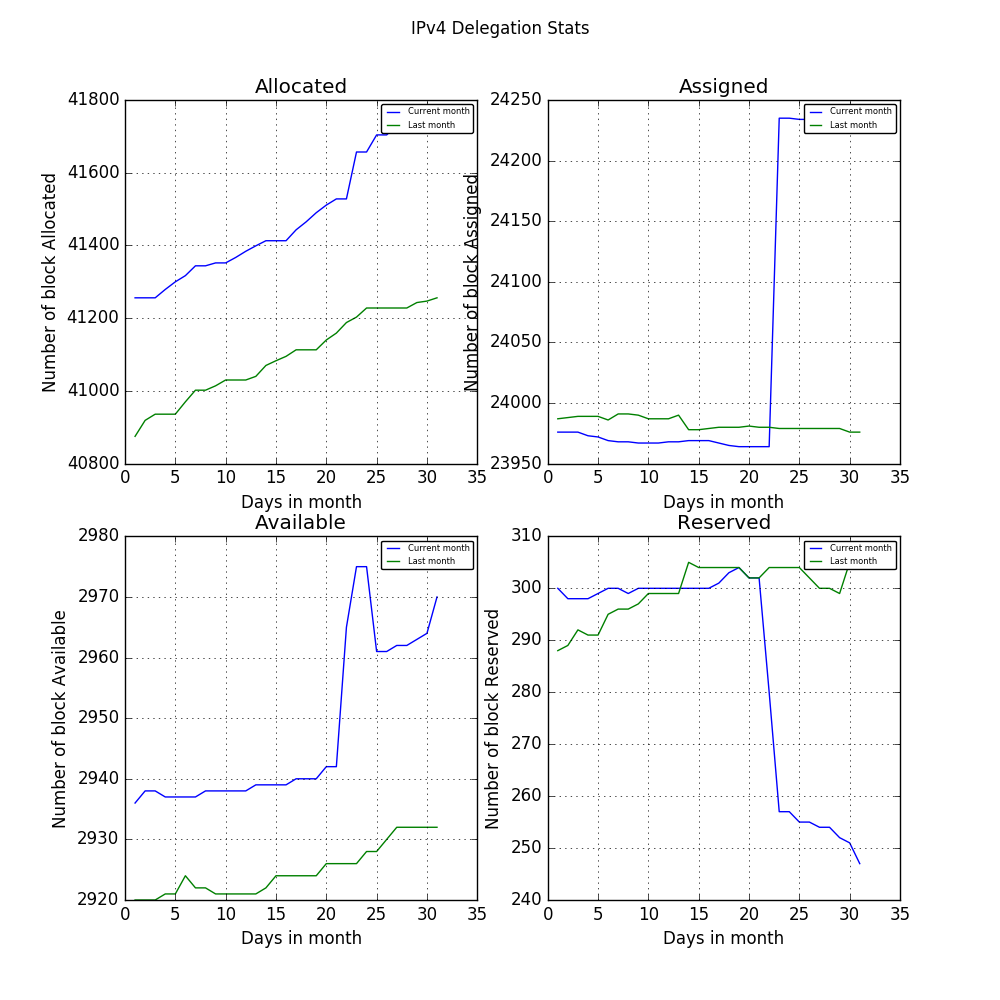 IPv4 Delegation Stats
Allocated
Number of block Allocated
41800
41600
41400
41200
41000
40800
0 5 10 15 20 25 30 35
Days in month
Current month
Last month
Assigned
Number of block Assigned
24250
24200
24150
24100
24050
24000
23950
0 5 10 15 20 25 30 35
Days in month
Current month
Last month
Available
Number of block Available
2980
2970
2960
2950
2940
2930
2920
0 5 10 15 20 25 30 35
Days in month
Current month
Last month
Reserved
Number of block Reserved
310
300
290
280
270
260
250
240
0 5 10 15 20 25 30 35
Days in month
Current month
Last month